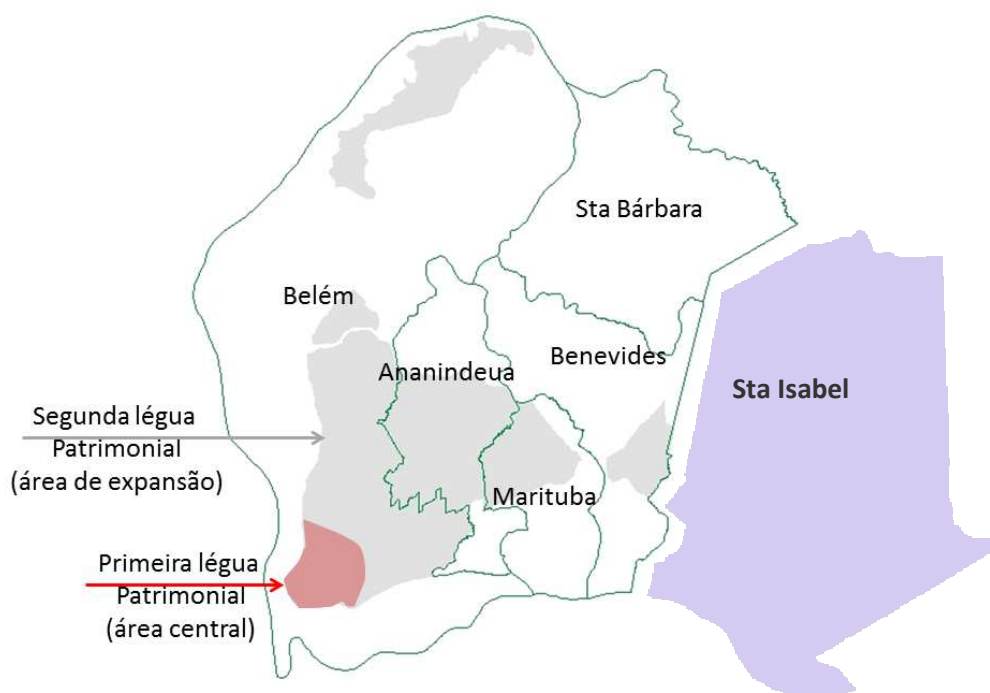 Sta Bárbara
Belém
Benevides
Ananindeua
Sta Isabel
Segunda légua
Patrimonial
(área de expansão)
Marituba
Primeira légua
Patrimonial
(área central)